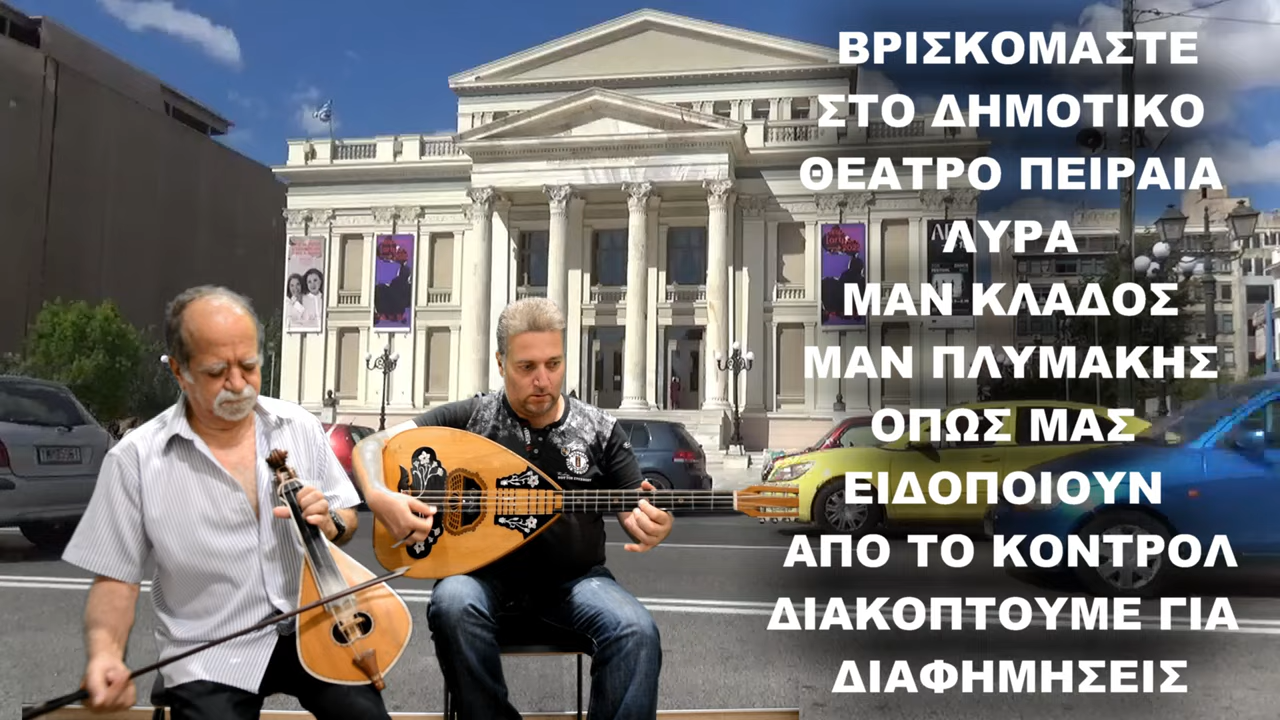 ΒΡΙΣΚΟΜΑΣΤΕ
ΣΤΟ ΔΗΜΟΤΙΚΟ
ΘΕΑΤΡΟ ΠΕΙΡΑΙΑ
ΛΥΡΑ
ΜΑΝ ΚΛΑΔΟΣ
ΜΑΝ ΠΛΥΜΑΚΗΣ
ΟΠΩΣ ΜΑΣ
ΕΙΔΟΠΟΙΟΥΝ
ΑΠΟ ΤΟ ΚΟΝΤΡΟΛ
ΔΙΑΚΟΠΤΟΥΜΕ ΓΙΑ
ΔΙΑΦΗΜΗΣΕΙΣ